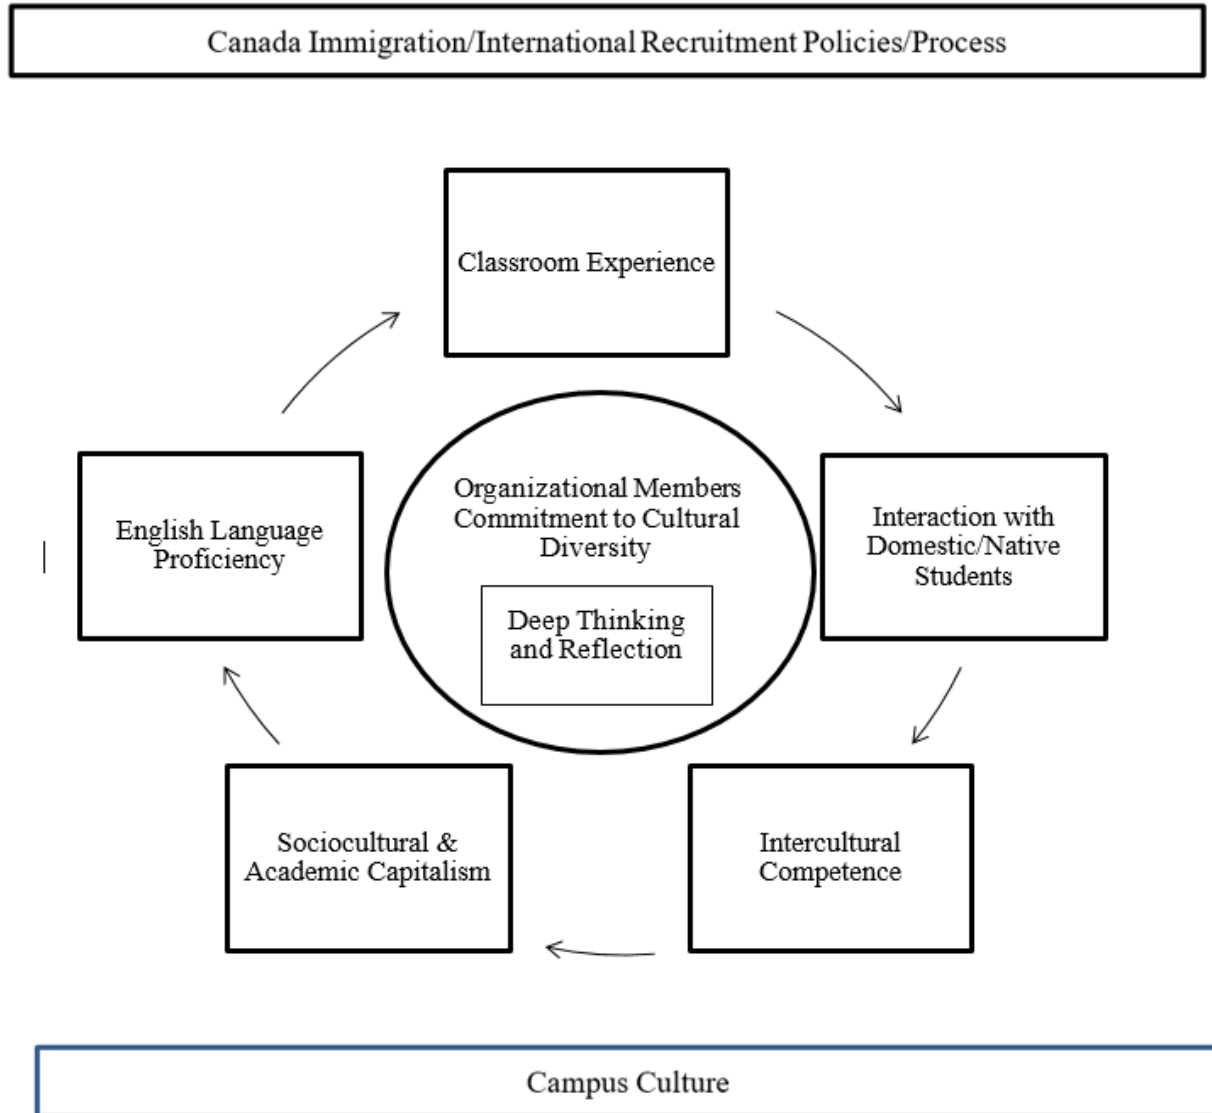 Canada Immigration/International Recruitment Policies/Process
Classroom Experience
Organizational Members
Commitment to Cultural
Diversity
Deep Thinking
and Reflection
English Language
Proficiency
Interaction with
Domestic/Native
Students
Sociocultural &
Academic Capitalism
Intercultural
Competence
Campus Culture